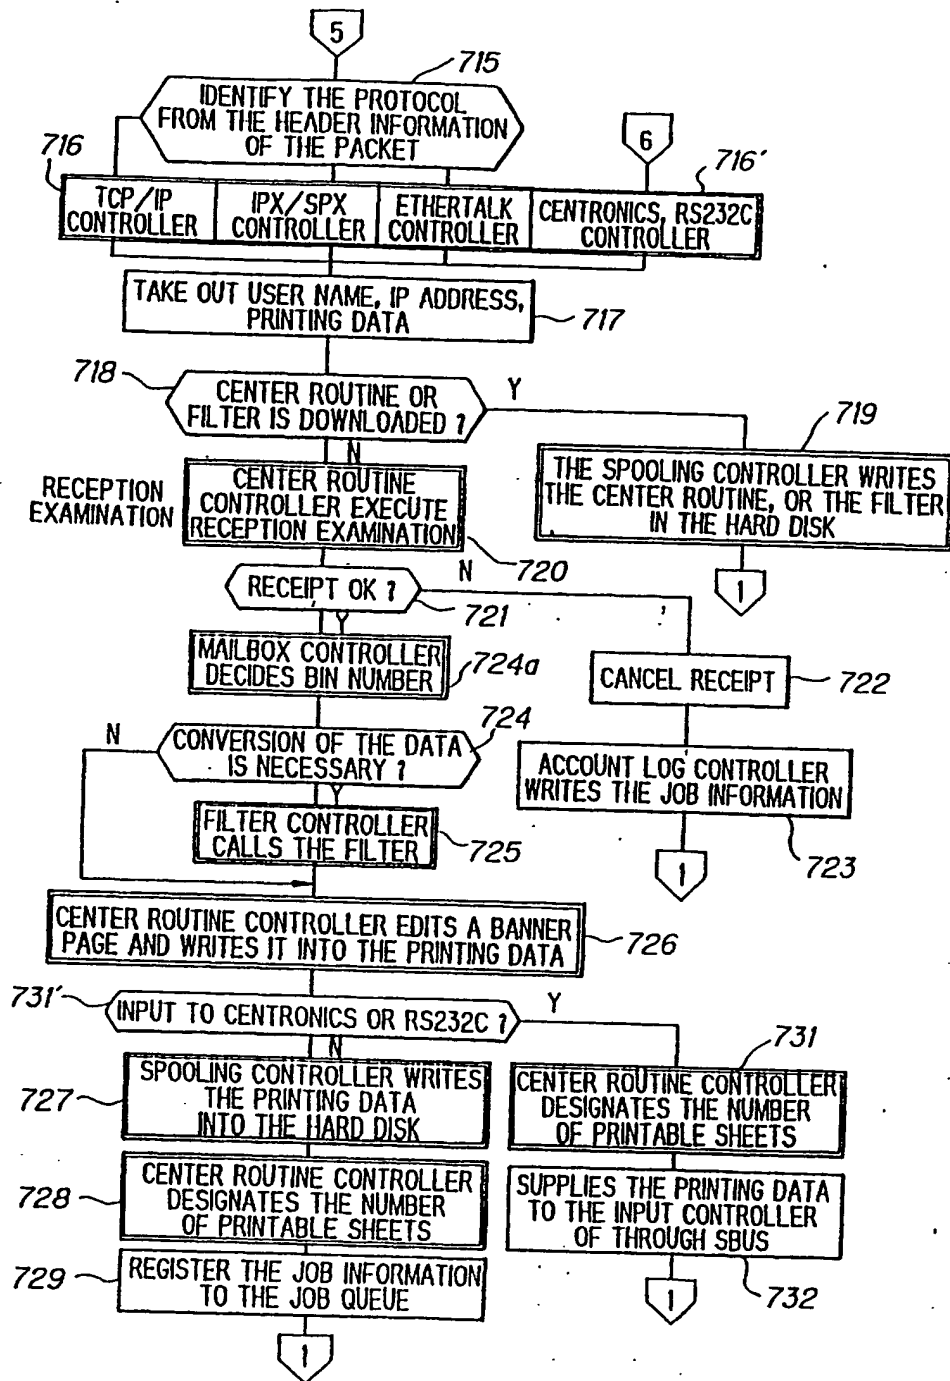 5
715
IDENTIFY THE PROTOCOL
FROM THE HEADER INFORMATION
OF THE PACKET
6
716
716'
TCP/IP
CONTROLLER
IPX/SPX
CONTROLLER
ETHERTALK
CONTROLLER
CENTRONICS, RS232C
CONTROLLER
TAKE OUT USER NAME, IP ADDRESS,
PRINTING DATA
717
718
CENTER ROUTINE OR
FILTER IS DOWNLOADED ?
Y
N
719
THE SPOOLING CONTROLLER WRITES
THE CENTER ROUTINE, OR THE FILTER
IN THE HARD DISK
1
RECEPTION
EXAMINATION
CENTER ROUTINE
CONTROLLER EXECUTE
RECEPTION EXAMINATION
720
RECEIPT OK ?
N
721
Y
MAILBOX CONTROLLER
DECIDES BIN NUMBER
724a
CANCEL RECEIPT
722
724
N
CONVERSION OF THE DATA
IS NECESSARY ?
Y
ACCOUNT LOG CONTROLLER
WRITES THE JOB INFORMATION
723
1
FILTER CONTROLLER
CALLS THE FILTER
725
CENTER ROUTINE CONTROLLER EDITS A BANNER
PAGE AND WRITES IT INTO THE PRINTING DATA
726
731'
INPUT TO CENTRONICS OR RS232C ?
Y
N
727
SPOOLING CONTROLLER WRITES
THE PRINTING DATA
INTO THE HARD DISK
731
CENTER ROUTINE CONTROLLER
DESIGNATES THE NUMBER
OF PRINTABLE SHEETS
728
CENTER ROUTINE CONTROLLER
DESIGNATES THE NUMBER
OF PRINTABLE SHEETS
SUPPLIES THE PRINTING DATA
TO THE INPUT CONTROLLER
OF THROUGH SBUS
732
729
REGISTER THE JOB INFORMATION
TO THE JOB QUEUE
1
1